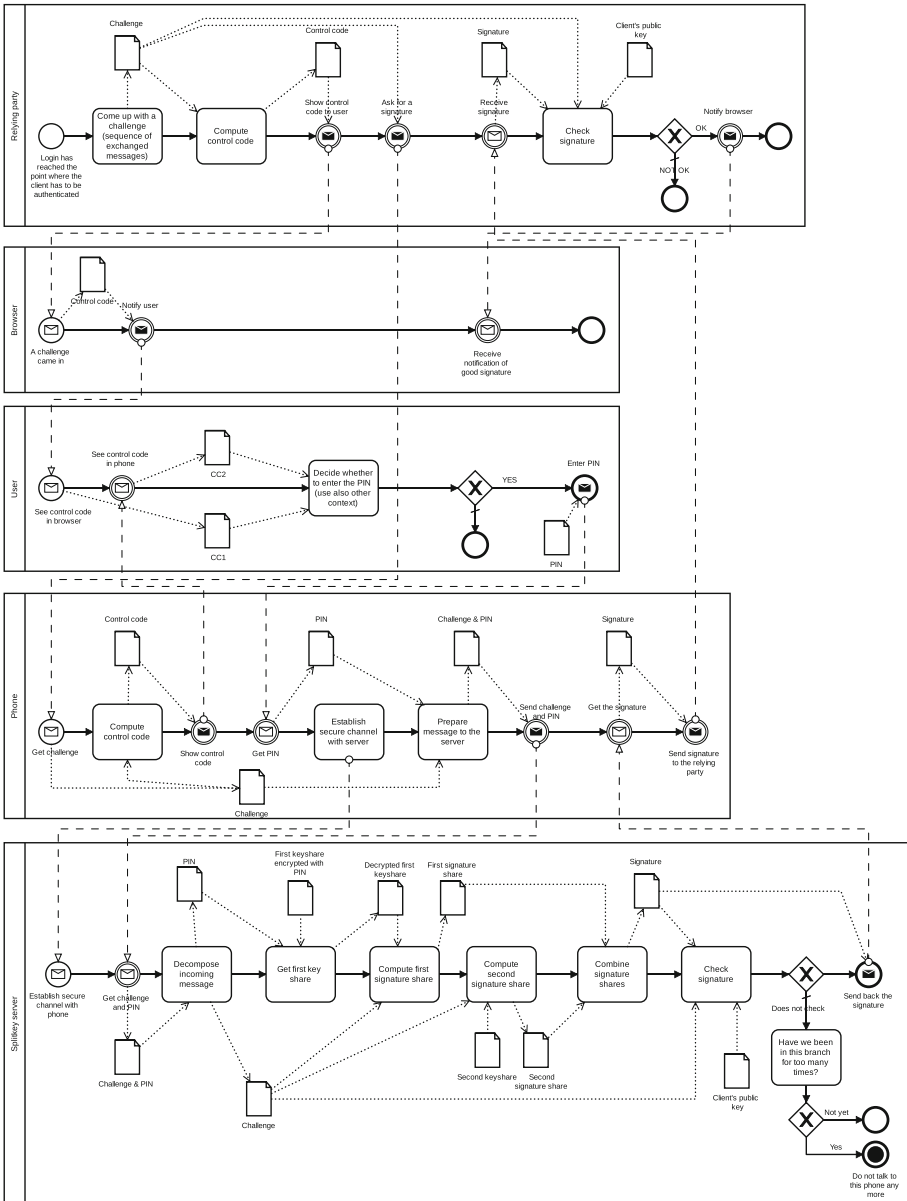 Relying party
Challenge
Control code
Signature
Client's public
key
Come up with a
challenge
(sequence of
exchanged
messages)
Compute
control code
Show control
code to user
Ask for a
signature
Receive
signature
Check
signature
OK
Notify browser
NOT OK
Login has
reached the
point where the
client has to be
authenticated
Browser
Control code
Notify user
A challenge
came in
Receive
notification of
good signature
User
See control code
in phone
CC2
Decide whether
to enter the PIN
(use also other
context)
YES
Enter PIN
See control code
in browser
CC1
PIN
Phone
Control code
PIN
Challenge & PIN
Signature
Compute
control code
Establish
secure channel
with server
Prepare
message to the
server
Send challenge
and PIN
Get the signature
Get challenge
Show control
code
Get PIN
Send signature
to the relying
party
Challenge
Splitkey server
PIN
First keyshare
encrypted with
PIN
Decrypted first
keyshare
First signature
share
Signature
Decompose
incoming
message
Get first key
share
Compute first
signature share
Compute
second
signature share
Combine
signature
shares
Check
signature
Establish secure
channel with
phone
Get challenge
and PIN
Send back the
signature
Does not check
Challenge & PIN
Second keyshare
Second
signature share
Client's public
key
Have we been
in this branch
for too many
times?
Challenge
Not yet
Yes
Do not talk to
this phone any
more